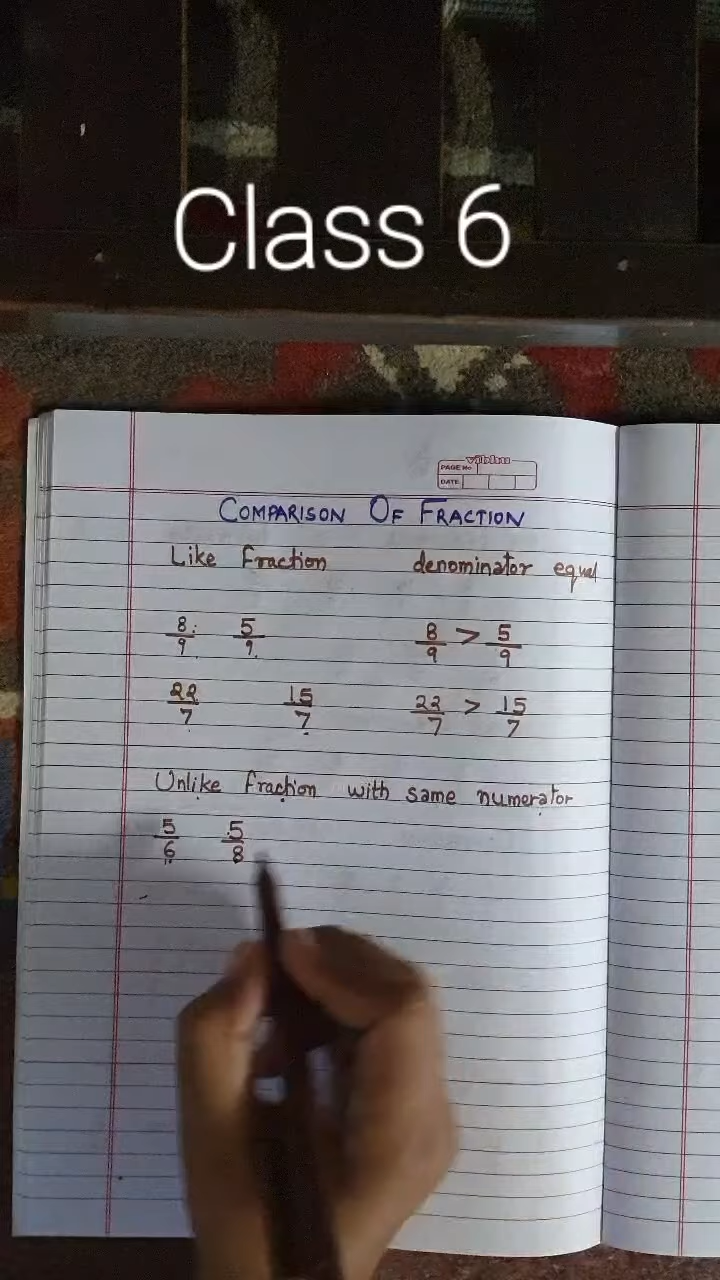 Class 6
vibhu
PAGE No
DATE
COMPARISON OF FRACTION
Like Fraction denominator equal
8/9 5/9 8/9 > 5/9
22/7 15/7 22/7 > 15/7
Unlike fraction with same numerator
5/6 5/8